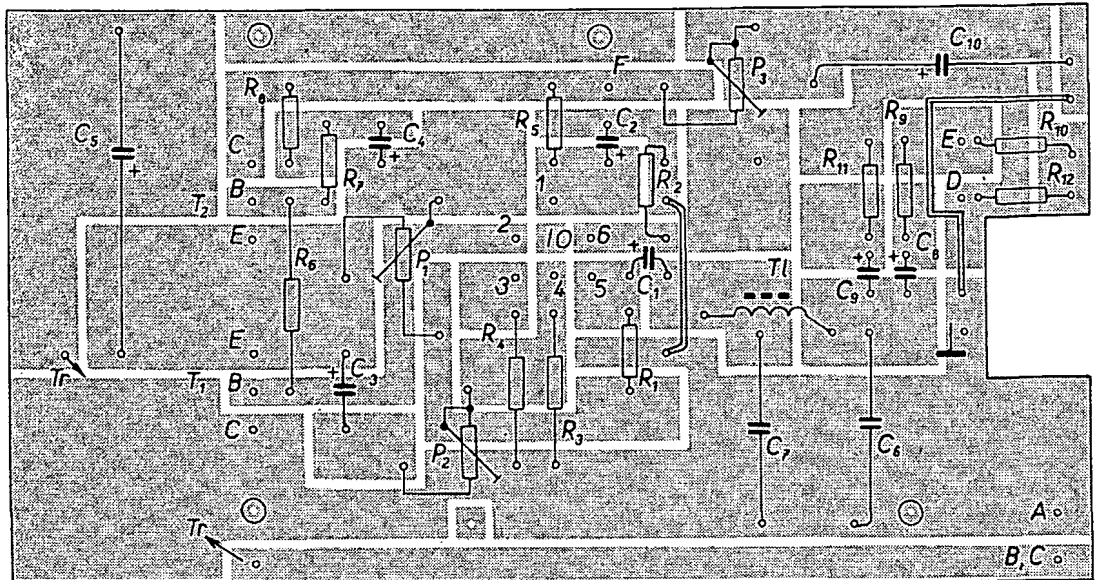 C₁₀
P₃
F
R₈
R₅
C₂
R₉
R₁₀
C₅
C₄
E
C
R₁₁
R₇
R₂
B
1
D
R₁₂
T₂
2
IO
6
E
R₆
P₁
C₈
Tl
3
4
5
C₁
C₉
R₄
E
Tr
T₁
B
C₃
R₁
C
P₂
R₃
C₇
C₆
A
Tr
B, C